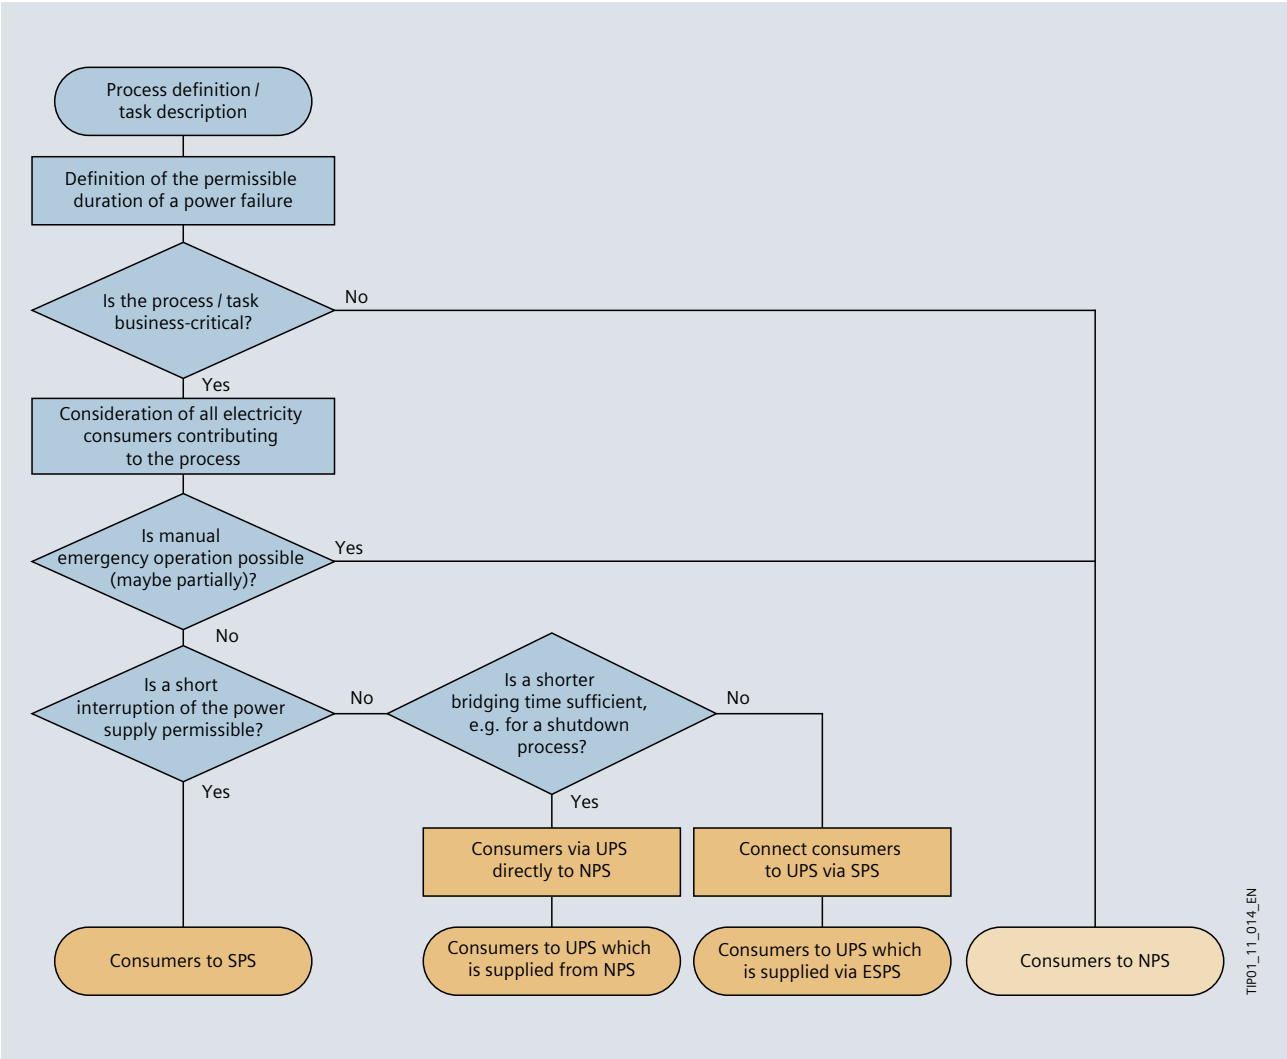 Process definition /
task description
Definition of the permissible
duration of a power failure
Is the process / task
business-critical?
No
Yes
Consideration of all electricity
consumers contributing
to the process
Is manual
emergency operation possible
(maybe partially)?
Yes
No
Is a short
interruption of the power
supply permissible?
No
Yes
Is a shorter
bridging time sufficient,
e.g. for a shutdown
process?
No
Yes
Consumers via UPS
directly to NPS
Connect consumers
to UPS via SPS
Consumers to SPS
Consumers to UPS which
is supplied from NPS
Consumers to UPS which
is supplied via ESPS
Consumers to NPS
TIP01_11_014_EN